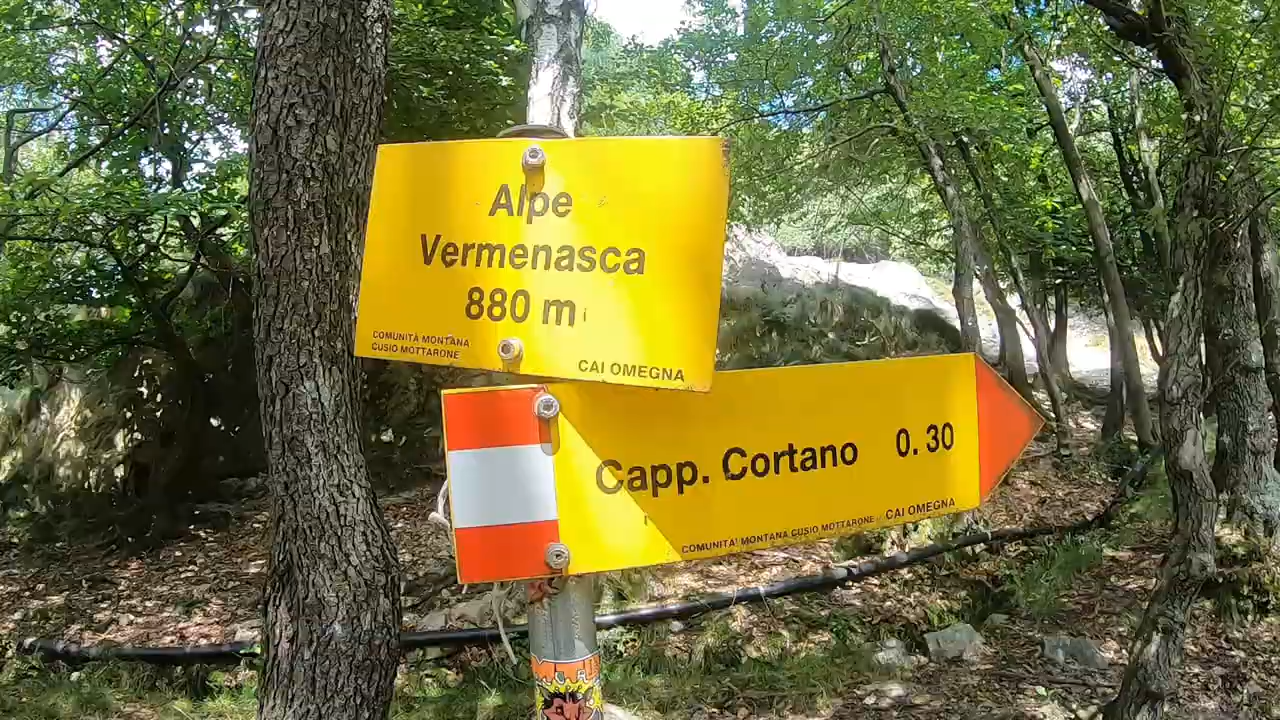 Alpe
Vermenasca
880 m
COMUNITÀ MONTANA
CUSIO MOTTARONE
CAI OMEGNA
Capp. Cortano 0.30
COMUNITA' MONTANA CUSIO MOTTARONE CAI OMEGNA